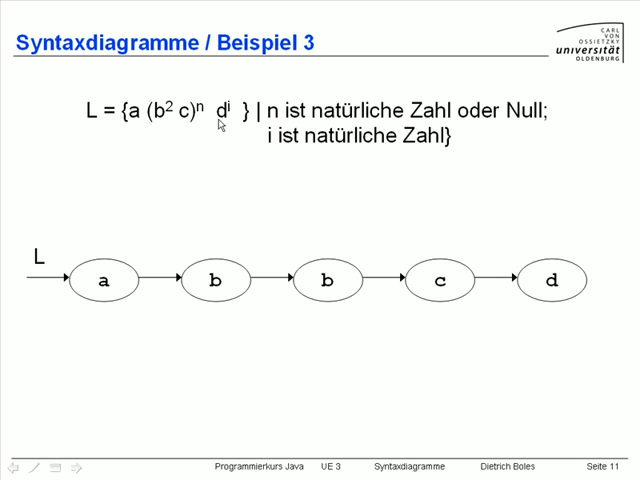 Syntaxdiagramme / Beispiel 3
CARL
VON
OSSIETZKY
universität
OLDENBURG
L = {a (b² c)ⁿ dⁱ } | n ist natürliche Zahl oder Null;
i ist natürliche Zahl}
L
a b b c d
Programmierkurs Java UE 3 Syntaxdiagramme Dietrich Boles Seite 11